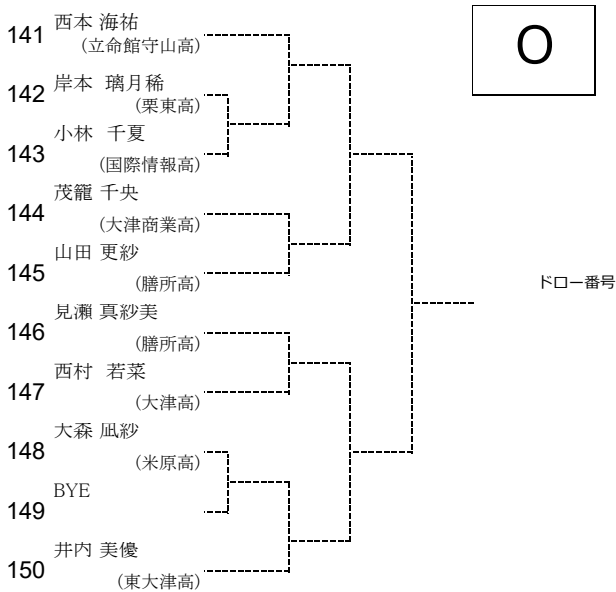 O
141 西本 海祐
(立命館守山高)
142 岸本 璃月稀
(栗東高)
143 小林 千夏
(国際情報高)
144 茂籠 千央
(大津商業高)
145 山田 更紗
(膳所高)
146 見瀬 真紗美
(膳所高)
147 西村 若菜
(大津高)
148 大森 凪紗
(米原高)
149 BYE
150 井内 美優
(東大津高)
ドロー番号